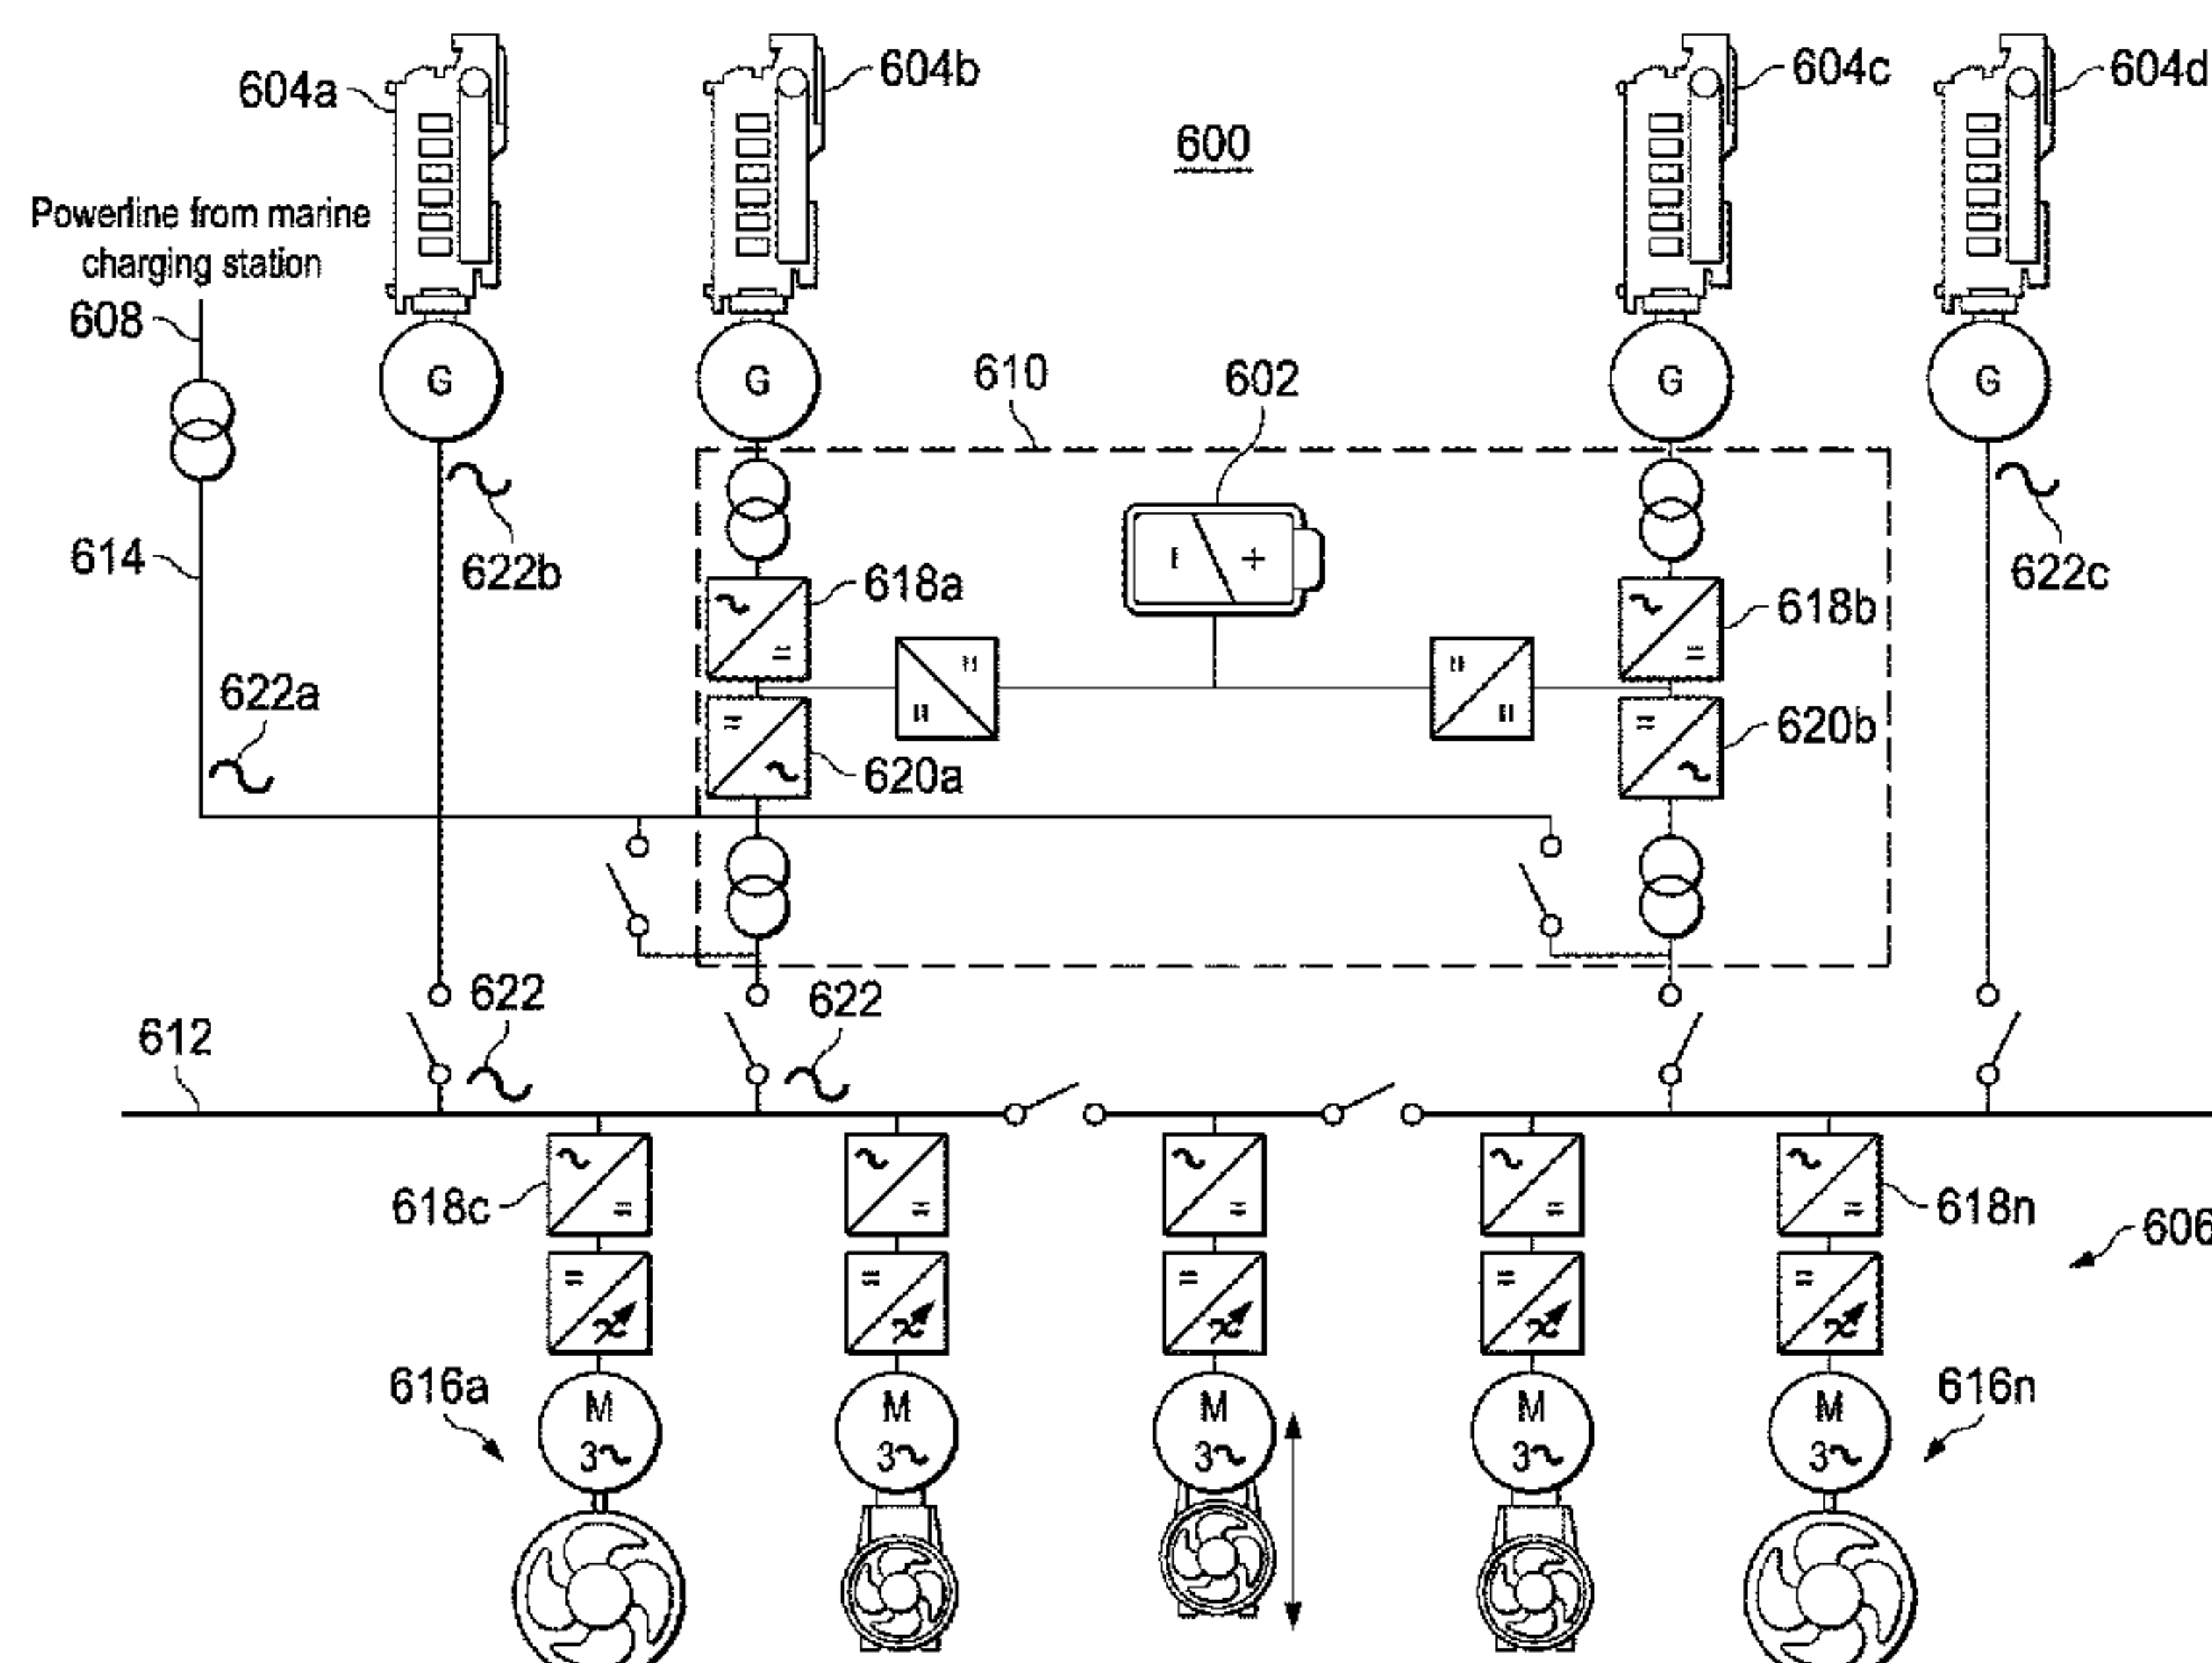 604a
604b
600
604c
604d
Powerline from marine
charging station
608
G
G
610
602
G
G
614
622b
618a
618b
622c
622a
620a
620b
622
622
612
618c
618n
606
616a
M
3~
M
3~
M
3~
M
3~
M
3~
616n